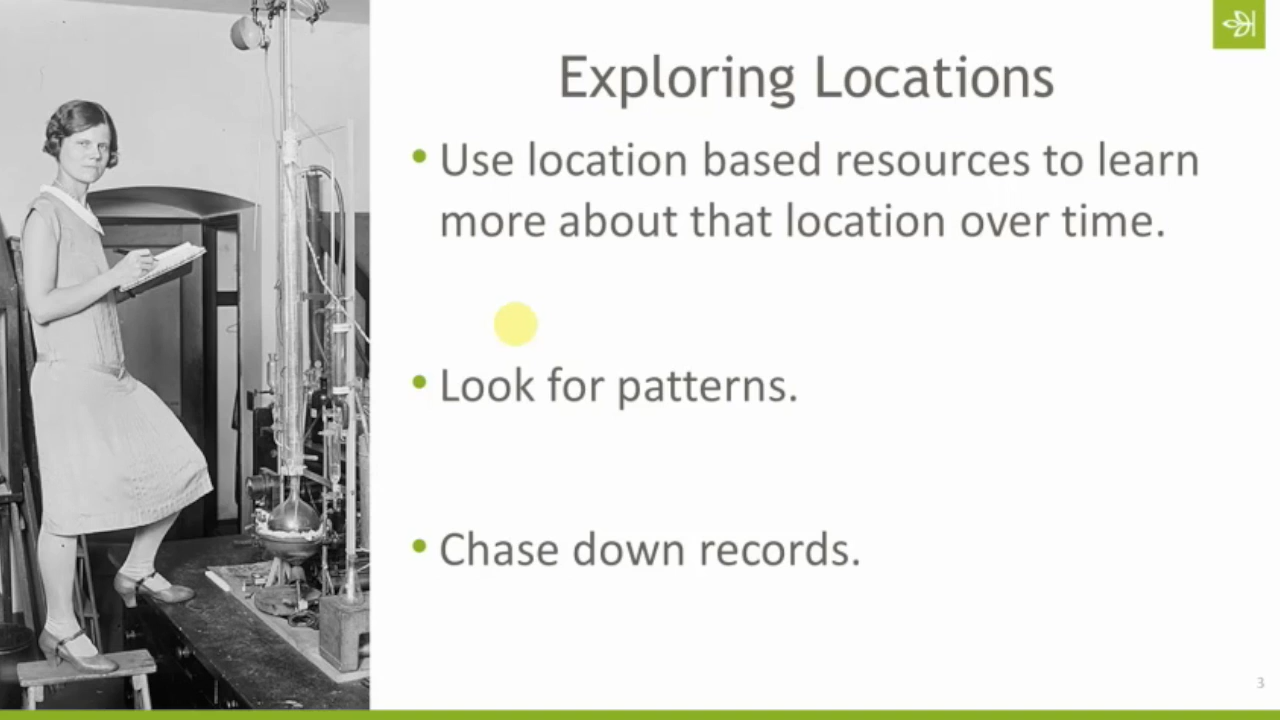 Exploring Locations
• Use location based resources to learn
more about that location over time.
• Look for patterns.
• Chase down records.
3